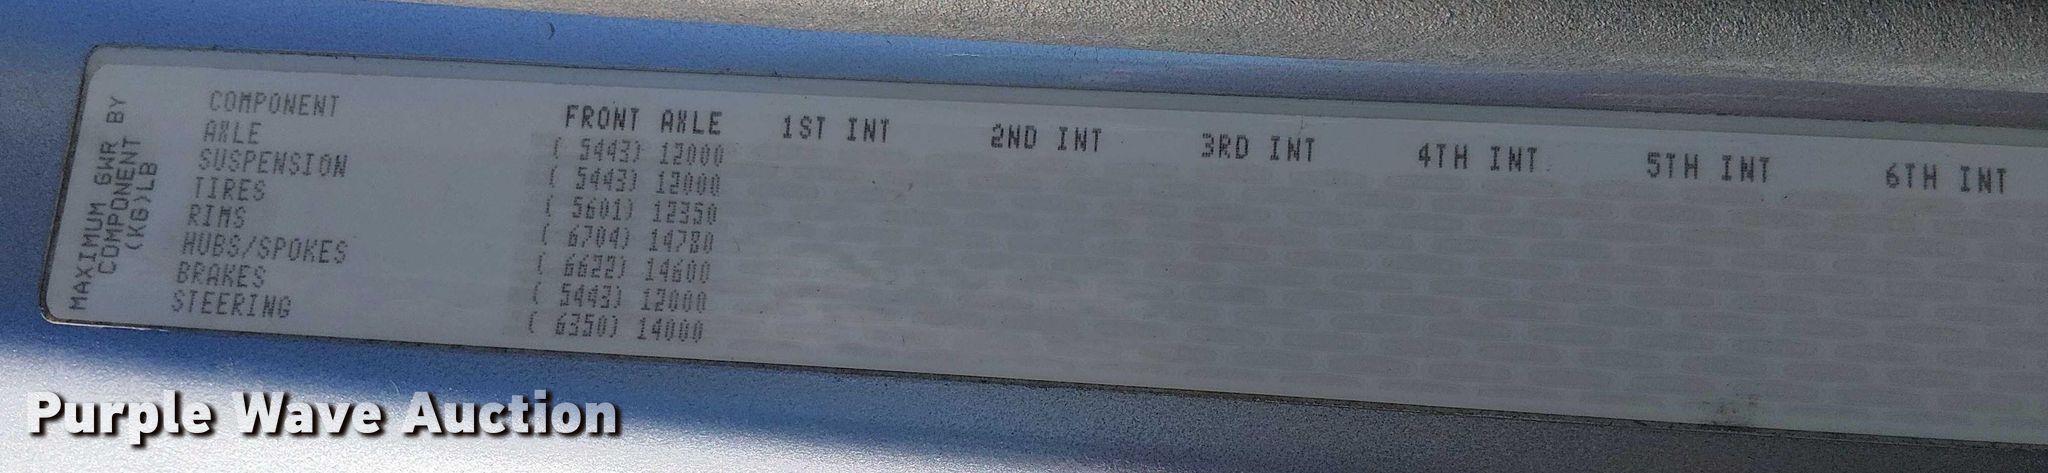 MAXIMUM GWR BY
COMPONENT
(KG)LB
COMPONENT FRONT AXLE 1ST INT 2ND INT 3RD INT 4TH INT 5TH INT 6TH INT
AXLE ( 5443) 12000
SUSPENSION ( 5443) 12000
TIRES ( 5601) 12350
RIMS ( 6704) 14780
HUBS/SPOKES ( 6622) 14600
BRAKES ( 5443) 12000
STEERING ( 6350) 14000
Purple Wave Auction